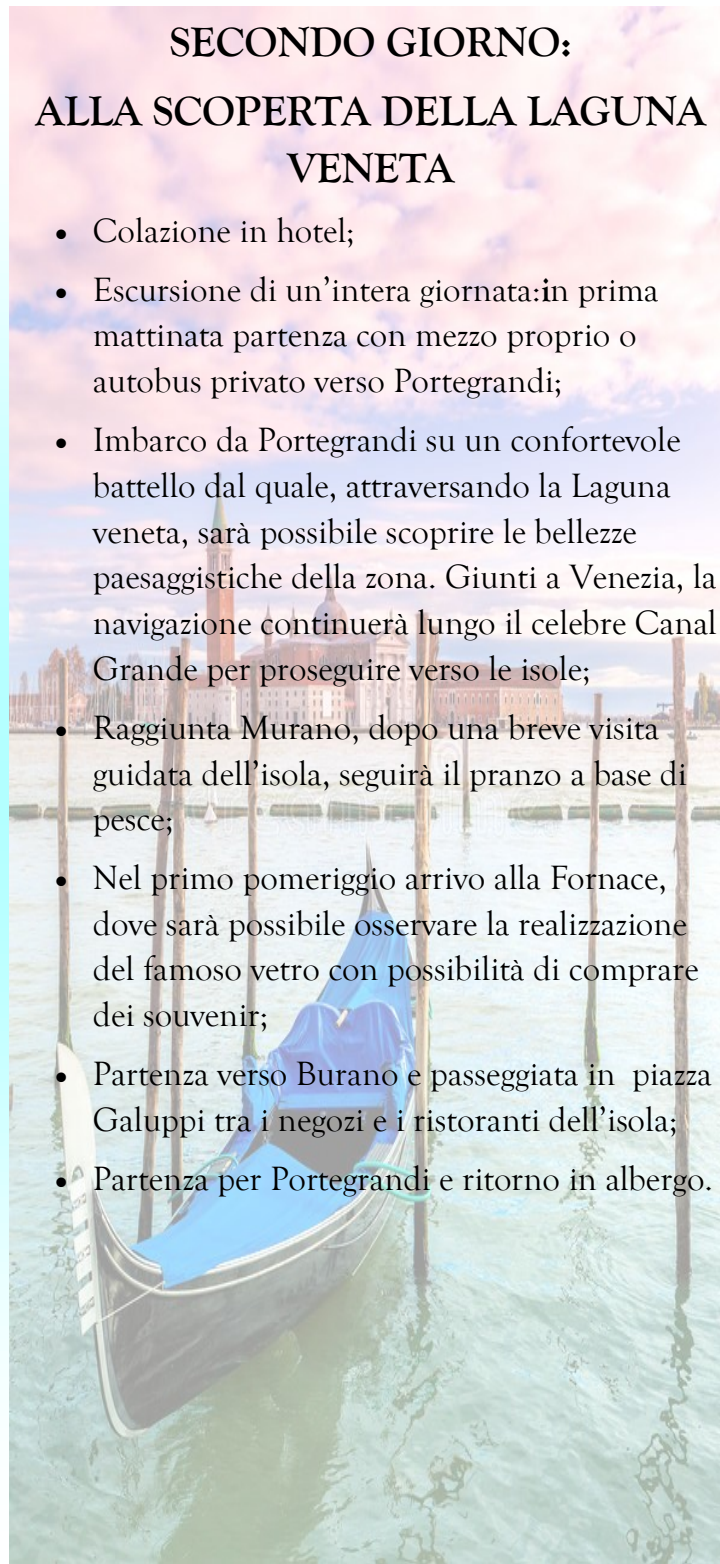 SECONDO GIORNO:
ALLA SCOPERTA DELLA LAGUNA
VENETA
• Colazione in hotel;
• Escursione di un'intera giornata:in prima
mattinata partenza con mezzo proprio o
autobus privato verso Portegrandi;
• Imbarco da Portegrandi su un confortevole
battello dal quale, attraversando la Laguna
veneta, sarà possibile scoprire le bellezze
paesaggistiche della zona. Giunti a Venezia, la
navigazione continuerà lungo il celebre Canal
Grande per proseguire verso le isole;
• Raggiunta Murano, dopo una breve visita
guidata dell'isola, seguirà il pranzo a base di
pesce;
• Nel primo pomeriggio arrivo alla Fornace,
dove sarà possibile osservare la realizzazione
del famoso vetro con possibilità di comprare
dei souvenir;
• Partenza verso Burano e passeggiata in  piazza
Galuppi tra i negozi e i ristoranti dell'isola;
• Partenza per Portegrandi e ritorno in albergo.